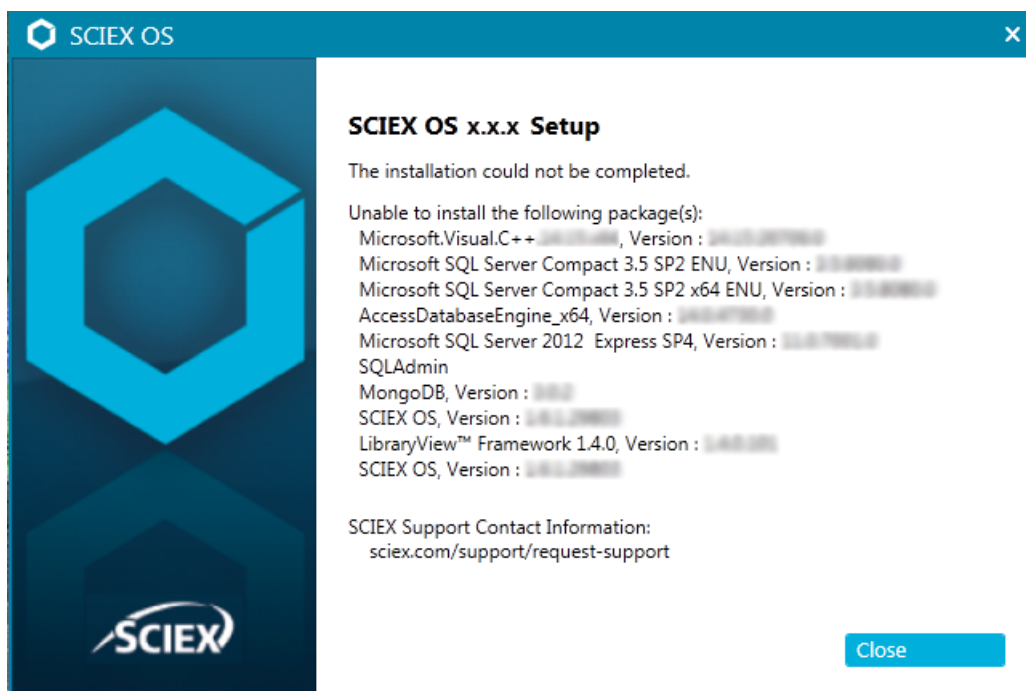 SCIEX OS
SCIEX OS x.x.x Setup
The installation could not be completed.
Unable to install the following package(s):
Microsoft.Visual.C++ , Version :
Microsoft SQL Server Compact 3.5 SP2 ENU, Version :
Microsoft SQL Server Compact 3.5 SP2 x64 ENU, Version :
AccessDatabaseEngine_x64, Version :
Microsoft SQL Server 2012 Express SP4, Version :
SQLAdmin
MongoDB, Version :
SCIEX OS, Version :
LibraryView™ Framework 1.4.0, Version :
SCIEX OS, Version :
SCIEX Support Contact Information:
sciex.com/support/request-support
SCIEX
Close